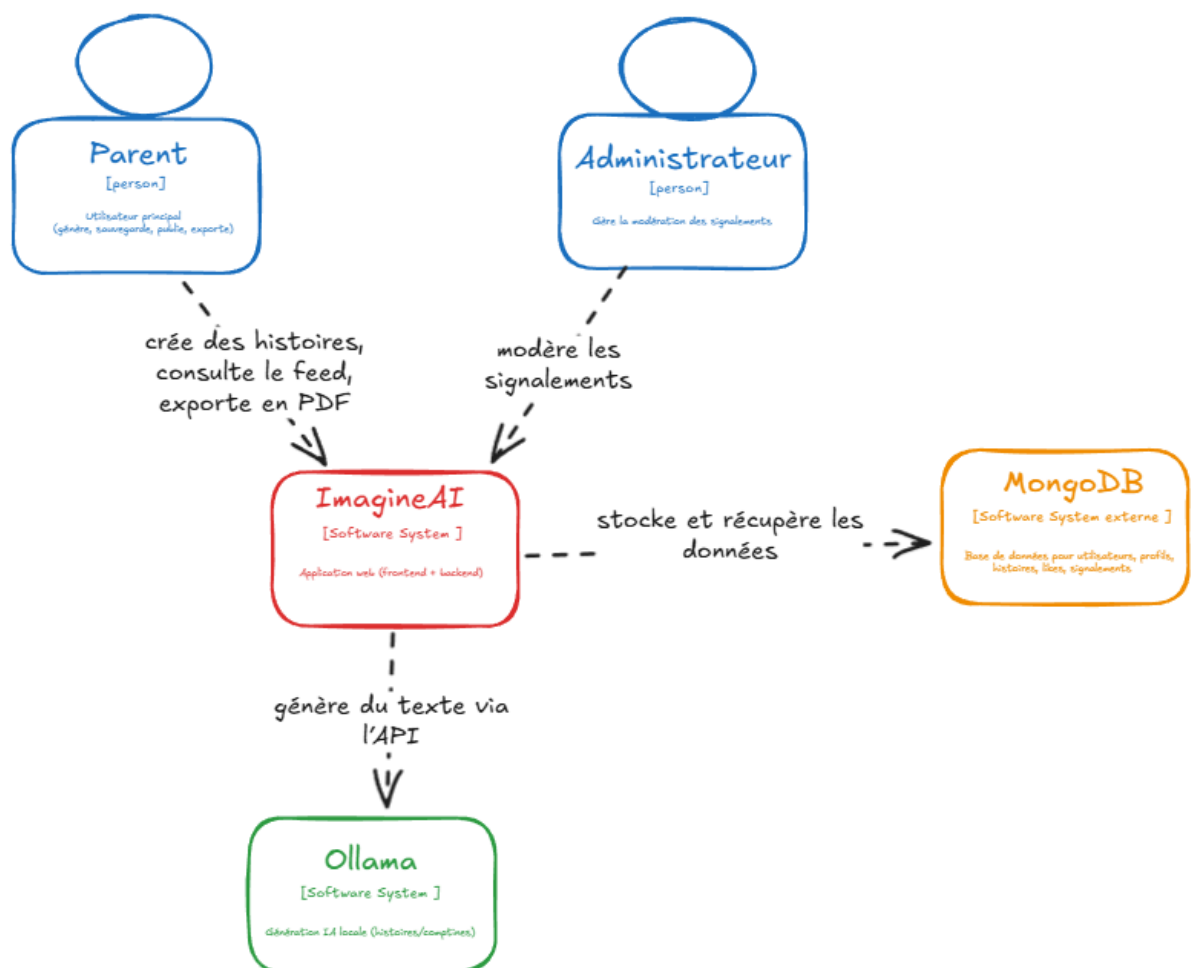 Parent
[person]
Utilisateur principal
(génère, sauvegarde, publie, exporte)
Administrateur
[person]
Gère la modération des signalements
crée des histoires,
consulte le feed,
exporte en PDF
modère les
signalements
ImagineAI
[Software System ]
Application web (frontend + backend)
stocke et récupère les
données
MongoDB
[Software System externe ]
Base de données pour utilisateurs, profils,
histoires, likes, signalements
génère du texte via
l'API
Ollama
[Software System ]
Génération IA locale (histoires/comptines)